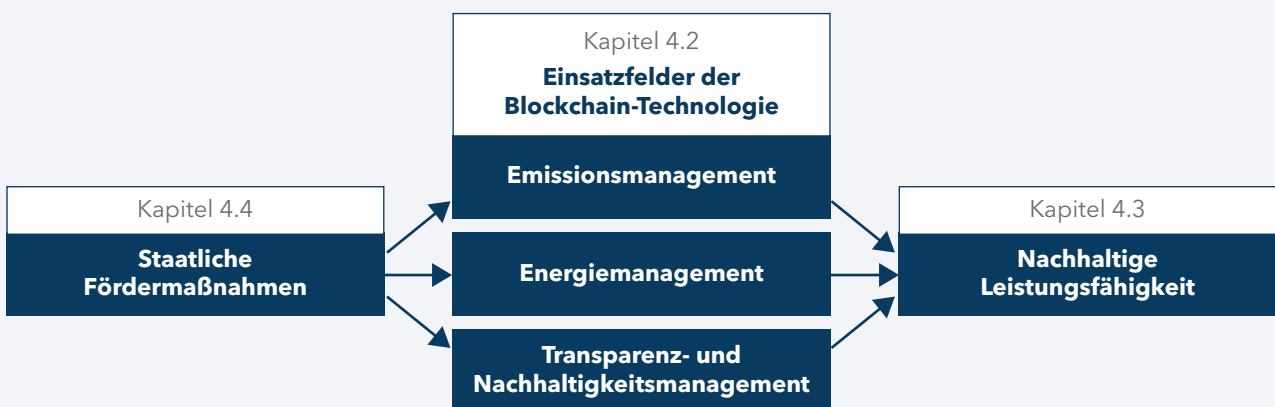 Kapitel 4.2
Einsatzfelder der
Blockchain-Technologie
Emissionsmanagement
Kapitel 4.4
Staatliche
Fördermaßnahmen
Energiemanagement
Kapitel 4.3
Nachhaltige
Leistungsfähigkeit
Transparenz- und
Nachhaltigkeitsmanagement